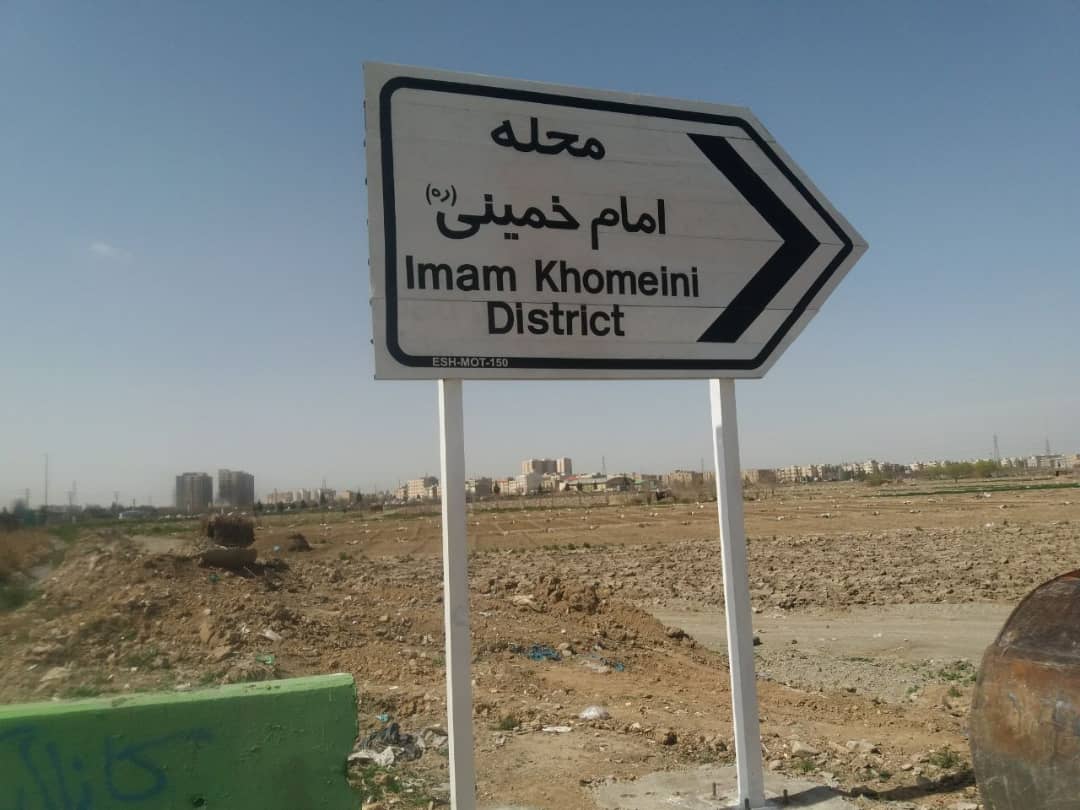 محله
امام خمینی (ره)
Imam Khomeini
District
ESH-MOT-150